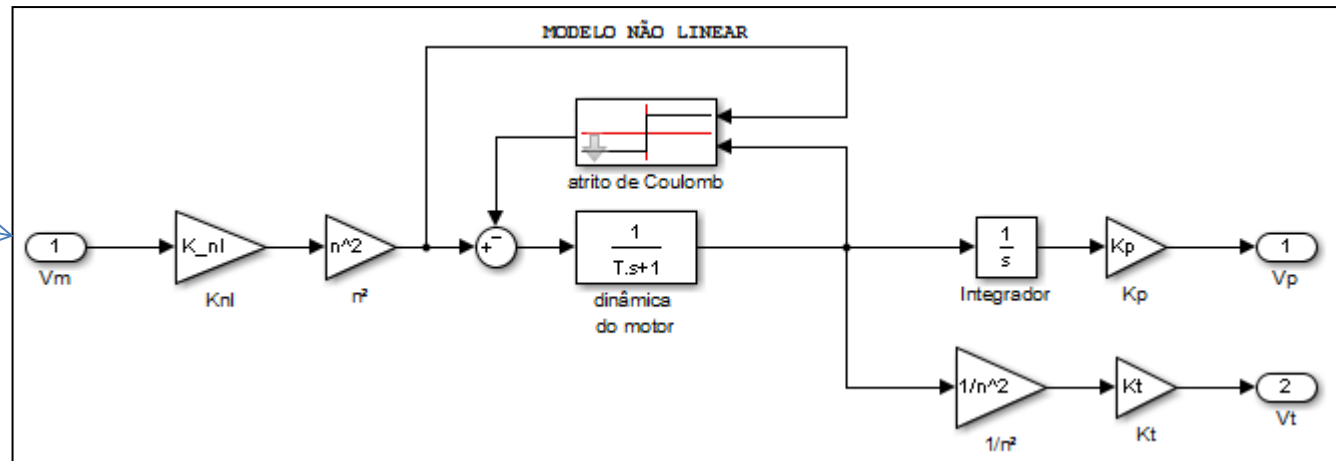 MODELO NÃO LINEAR
atrito de Coulomb
1
Vm
K_nl
Knl
n^2
n²
+
−
1
T.s+1
dinâmica
do motor
1
s
Integrador
Kp
Kp
1
Vp
1/n^2
1/n²
Kt
Kt
2
Vt